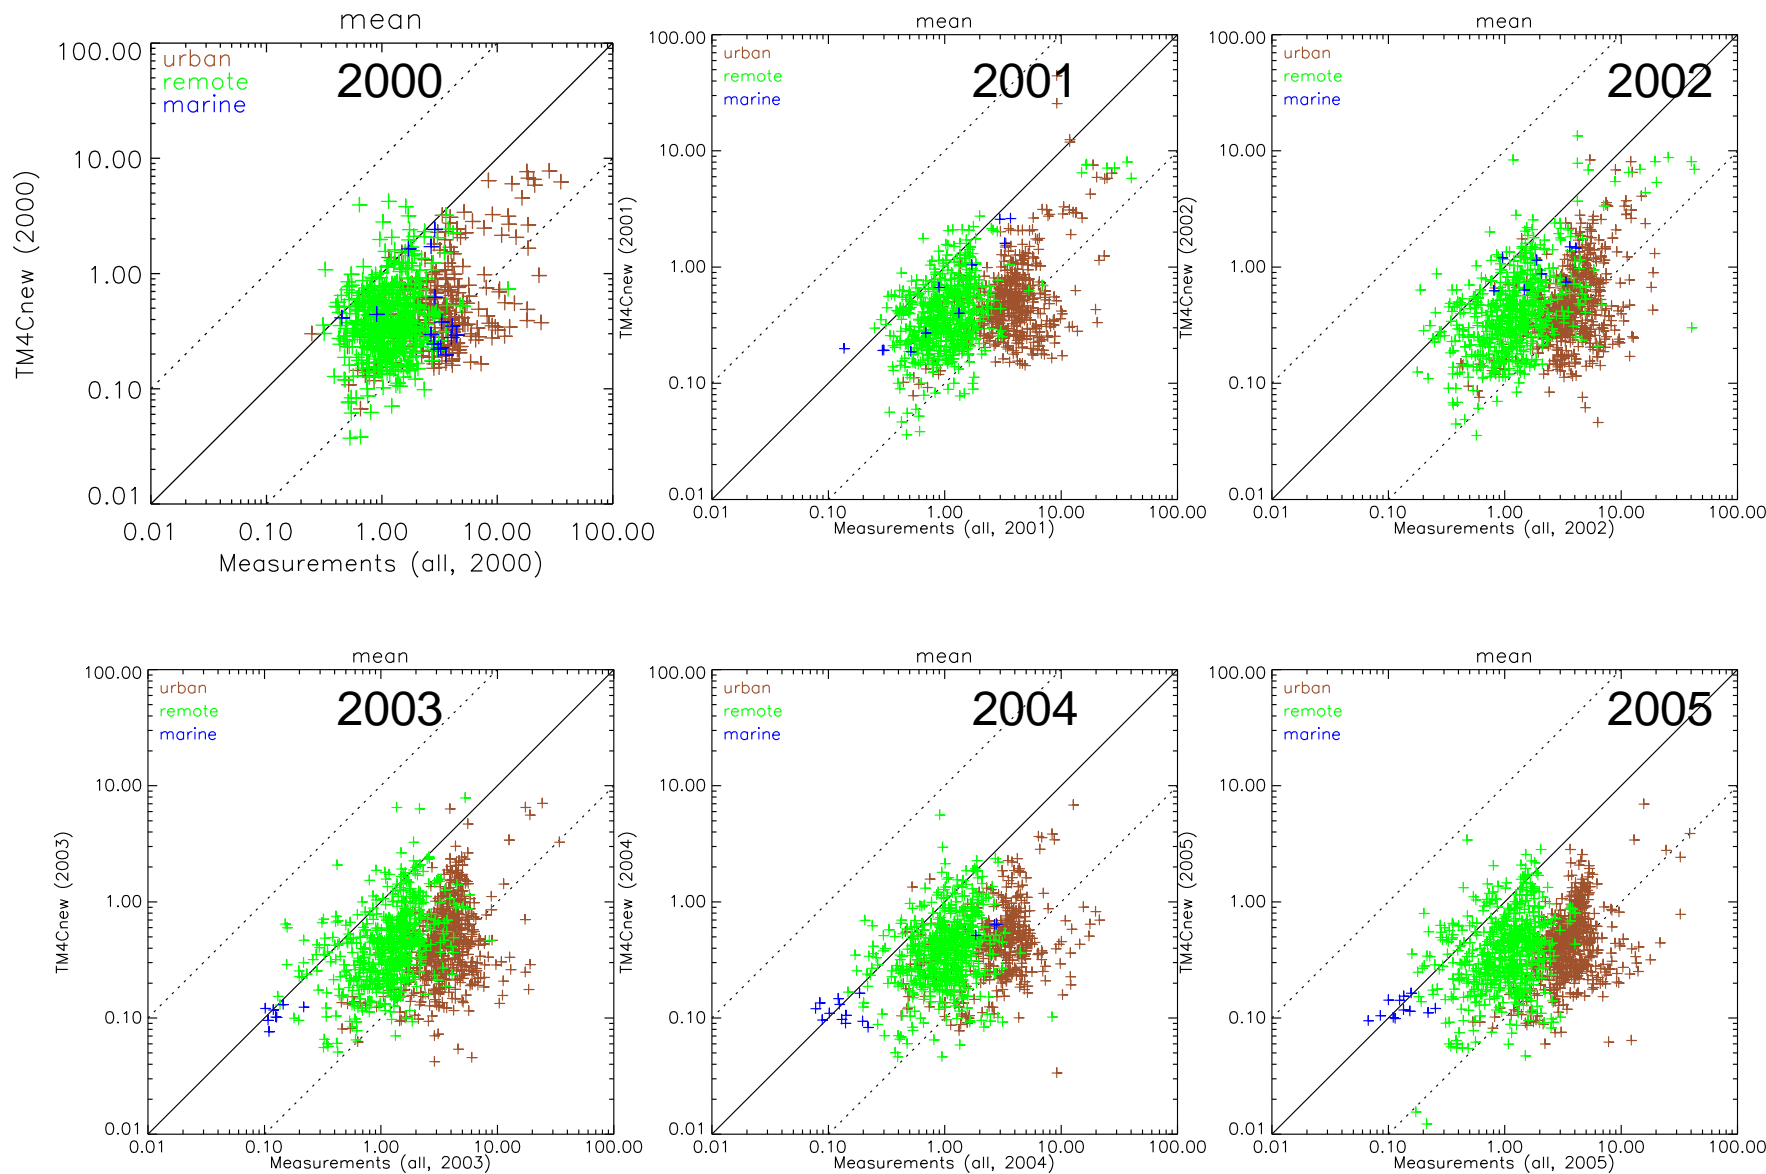 mean
100.00
urban
remote
marine
2000
10.00
1.00
0.10
0.01
TM4Cnew (2000)
0.01 0.10 1.00 10.00 100.00
Measurements (all, 2000)
mean
100.00
urban
remote
marine
2001
10.00
1.00
0.10
0.01
TM4Cnew (2001)
0.01 0.10 1.00 10.00 100.00
Measurements (all, 2001)
mean
100.00
urban
remote
marine
2002
10.00
1.00
0.10
0.01
TM4Cnew (2002)
0.01 0.10 1.00 10.00 100.00
Measurements (all, 2002)
mean
100.00
urban
remote
marine
2003
10.00
1.00
0.10
0.01
TM4Cnew (2003)
0.01 0.10 1.00 10.00 100.00
Measurements (all, 2003)
mean
100.00
urban
remote
marine
2004
10.00
1.00
0.10
0.01
TM4Cnew (2004)
0.01 0.10 1.00 10.00 100.00
Measurements (all, 2004)
mean
100.00
urban
remote
marine
2005
10.00
1.00
0.10
0.01
TM4Cnew (2005)
0.01 0.10 1.00 10.00 100.00
Measurements (all, 2005)